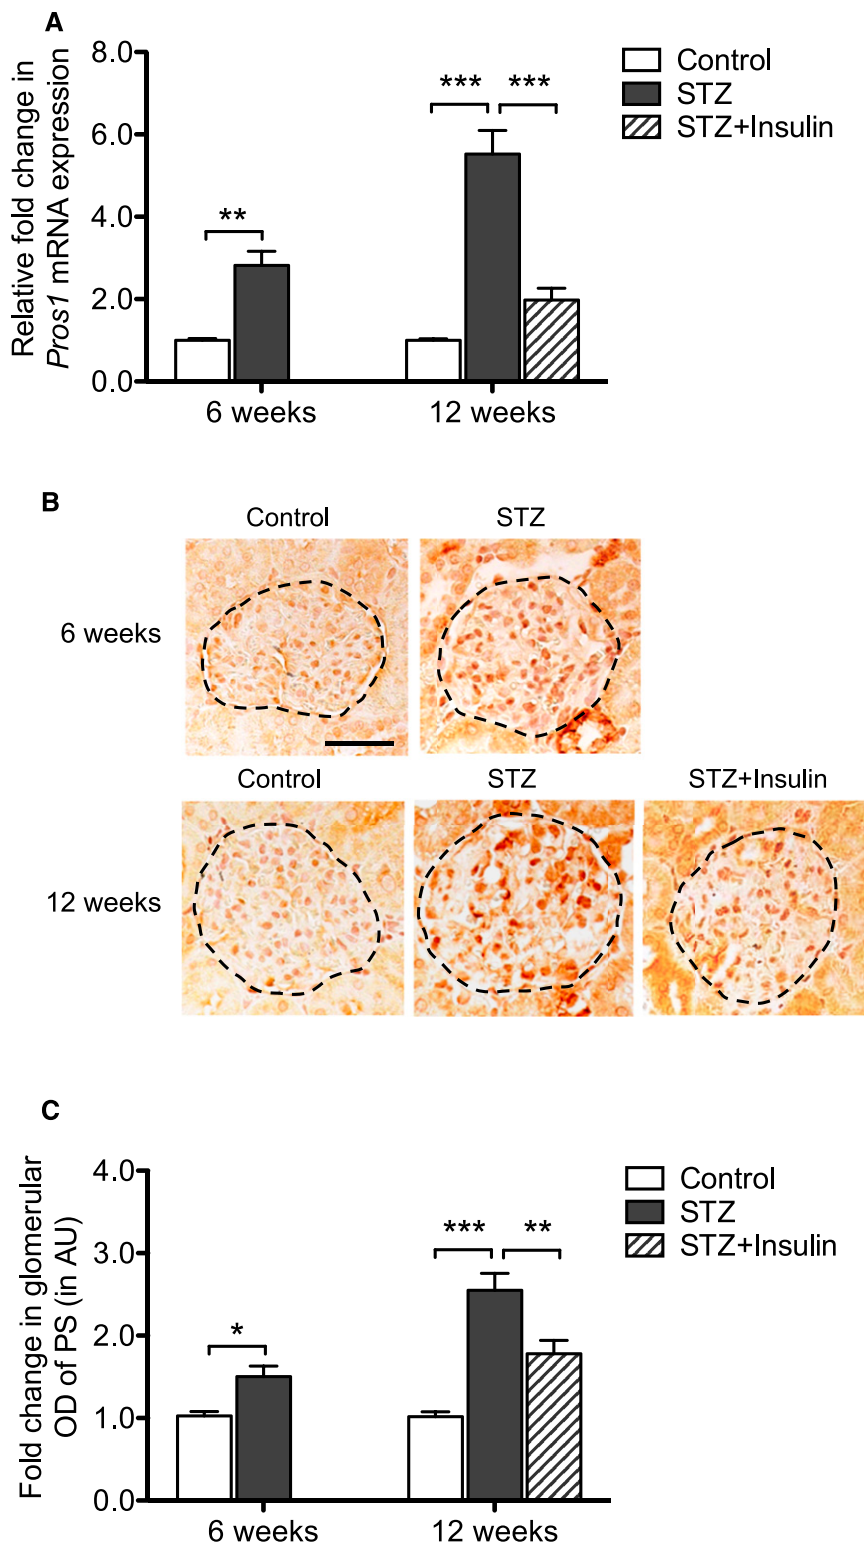 A
Relative fold change in
Pros1 mRNA expression
8.0
6.0
4.0
2.0
0.0
**
***
***
6 weeks
12 weeks
Control
STZ
STZ+Insulin
B
Control
STZ
6 weeks
Control
STZ
STZ+Insulin
12 weeks
C
Fold change in glomerular
OD of PS (in AU)
4.0
3.0
2.0
1.0
0.0
*
***
**
6 weeks
12 weeks
Control
STZ
STZ+Insulin